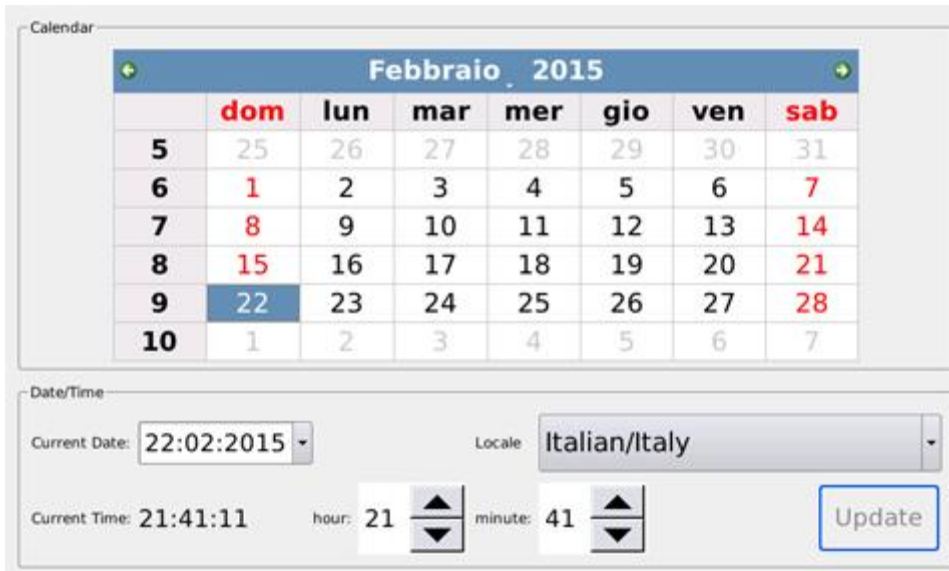 Calendar
Febbraio 2015
dom lun mar mer gio ven sab
5 25 26 27 28 29 30 31
6 1 2 3 4 5 6 7
7 8 9 10 11 12 13 14
8 15 16 17 18 19 20 21
9 22 23 24 25 26 27 28
10 1 2 3 4 5 6 7
Date/Time
Current Date: 22:02:2015 Locale Italian/Italy
Current Time: 21:41:11 hour: 21 minute: 41 Update